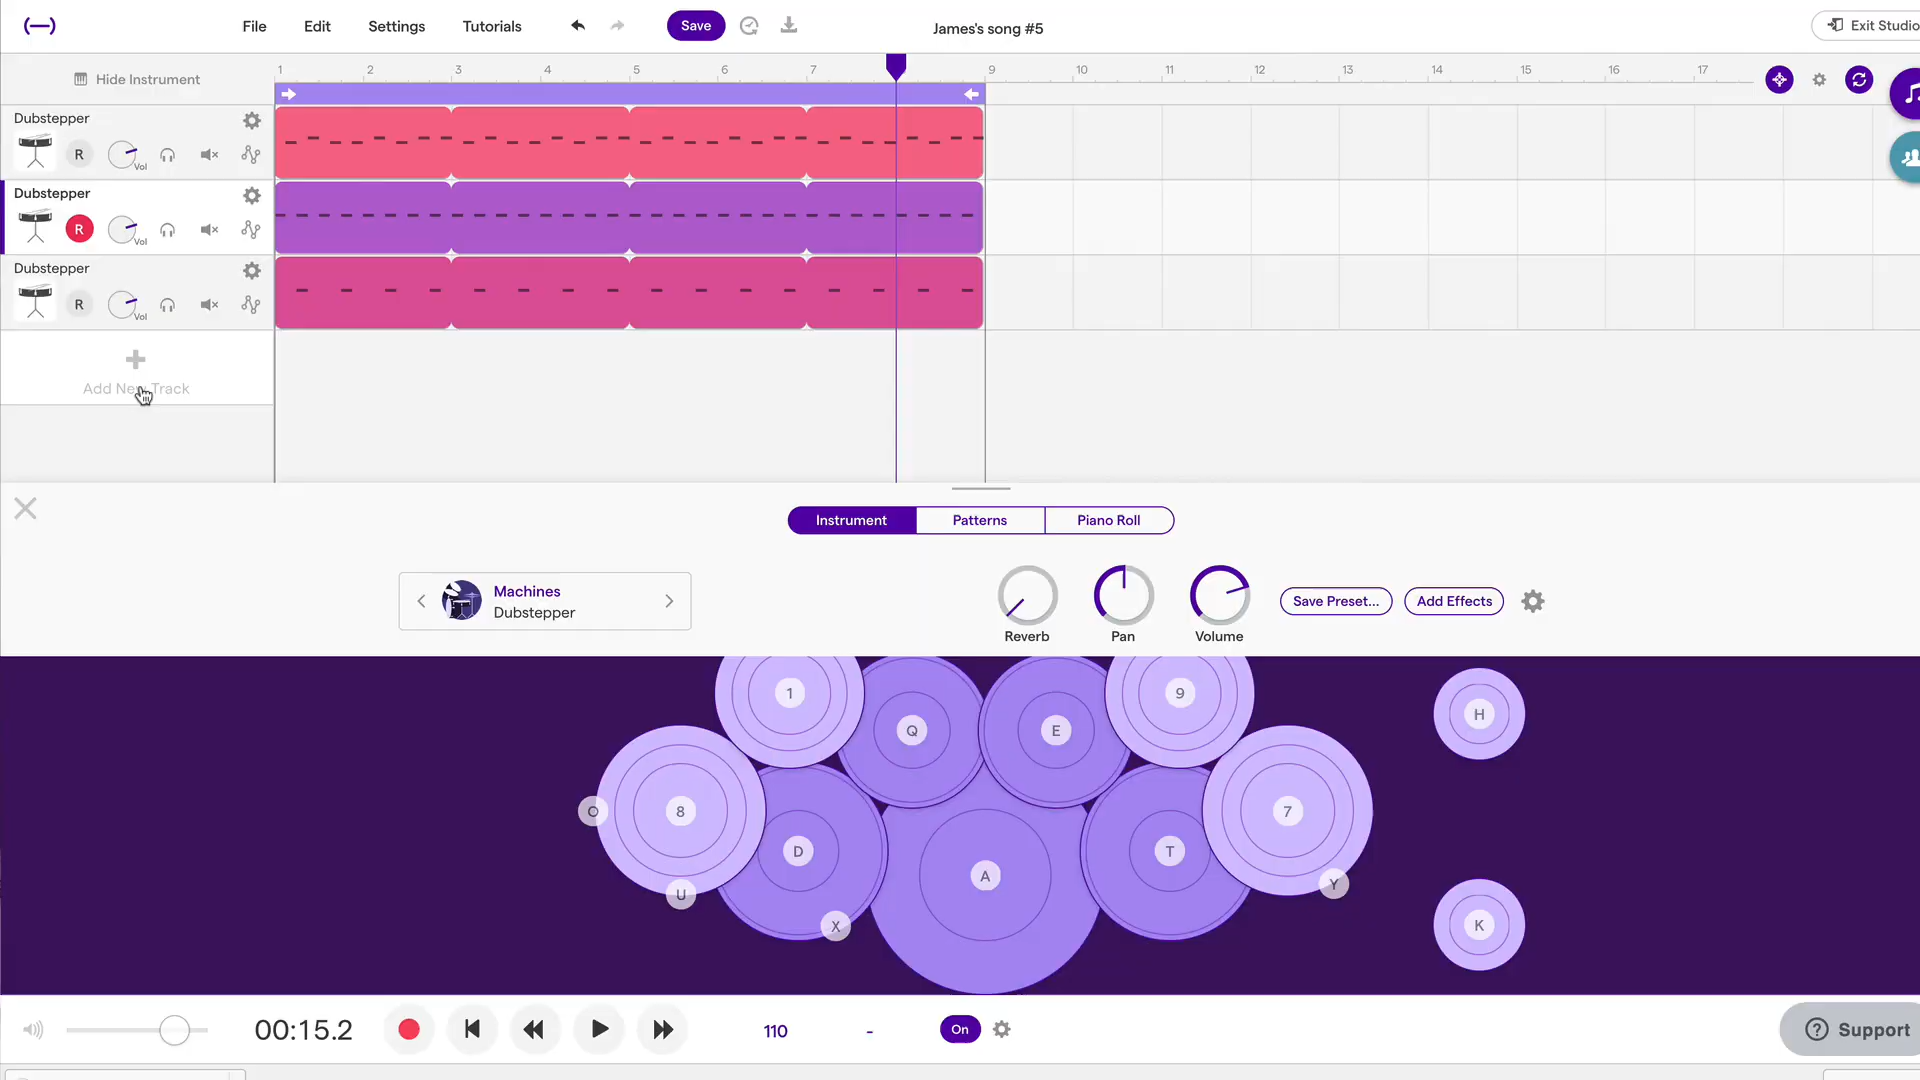 File Edit Settings Tutorials Save James's song #5 Exit Studio
Hide Instrument 1 2 3 4 5 6 7 9 10 11 12 13 14 15 16 17
Dubstepper
R Vol
Dubstepper
R Vol
Dubstepper
R Vol
Add New Track
Instrument Patterns Piano Roll
Machines
Dubstepper
Reverb Pan Volume Save Preset... Add Effects
1 9
Q E H
O 8 7
D T
A
U Y
X K
00:15.2 110 - On Support